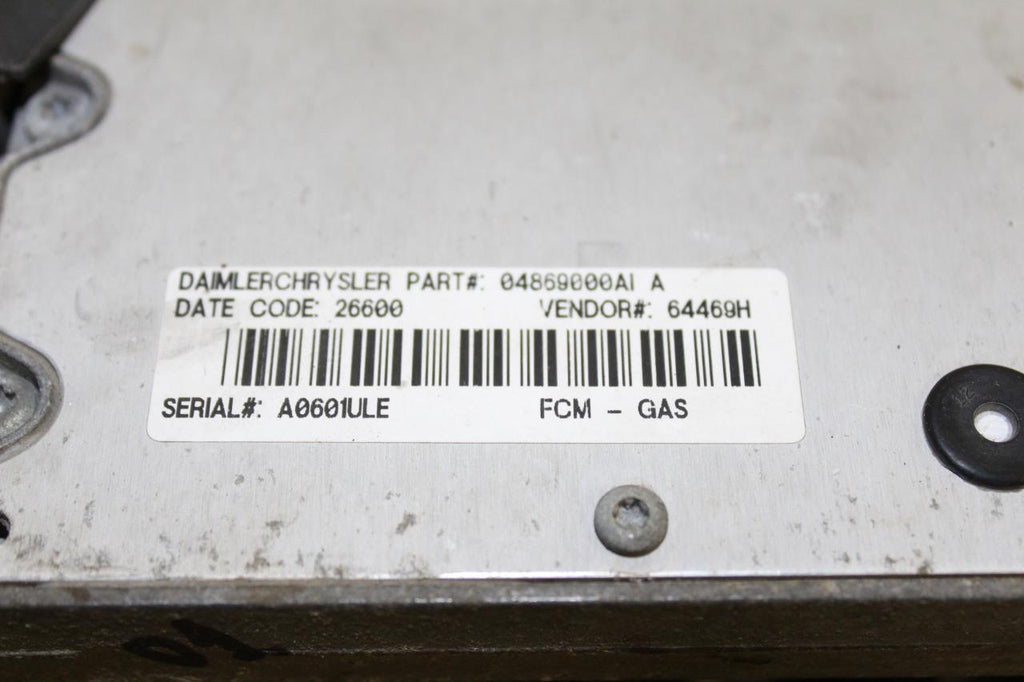 DAIMLERCHRYSLER PART#: 04869000AI A
DATE CODE: 26600 VENDOR#: 64469H
SERIAL#: A0601ULE FCM - GAS